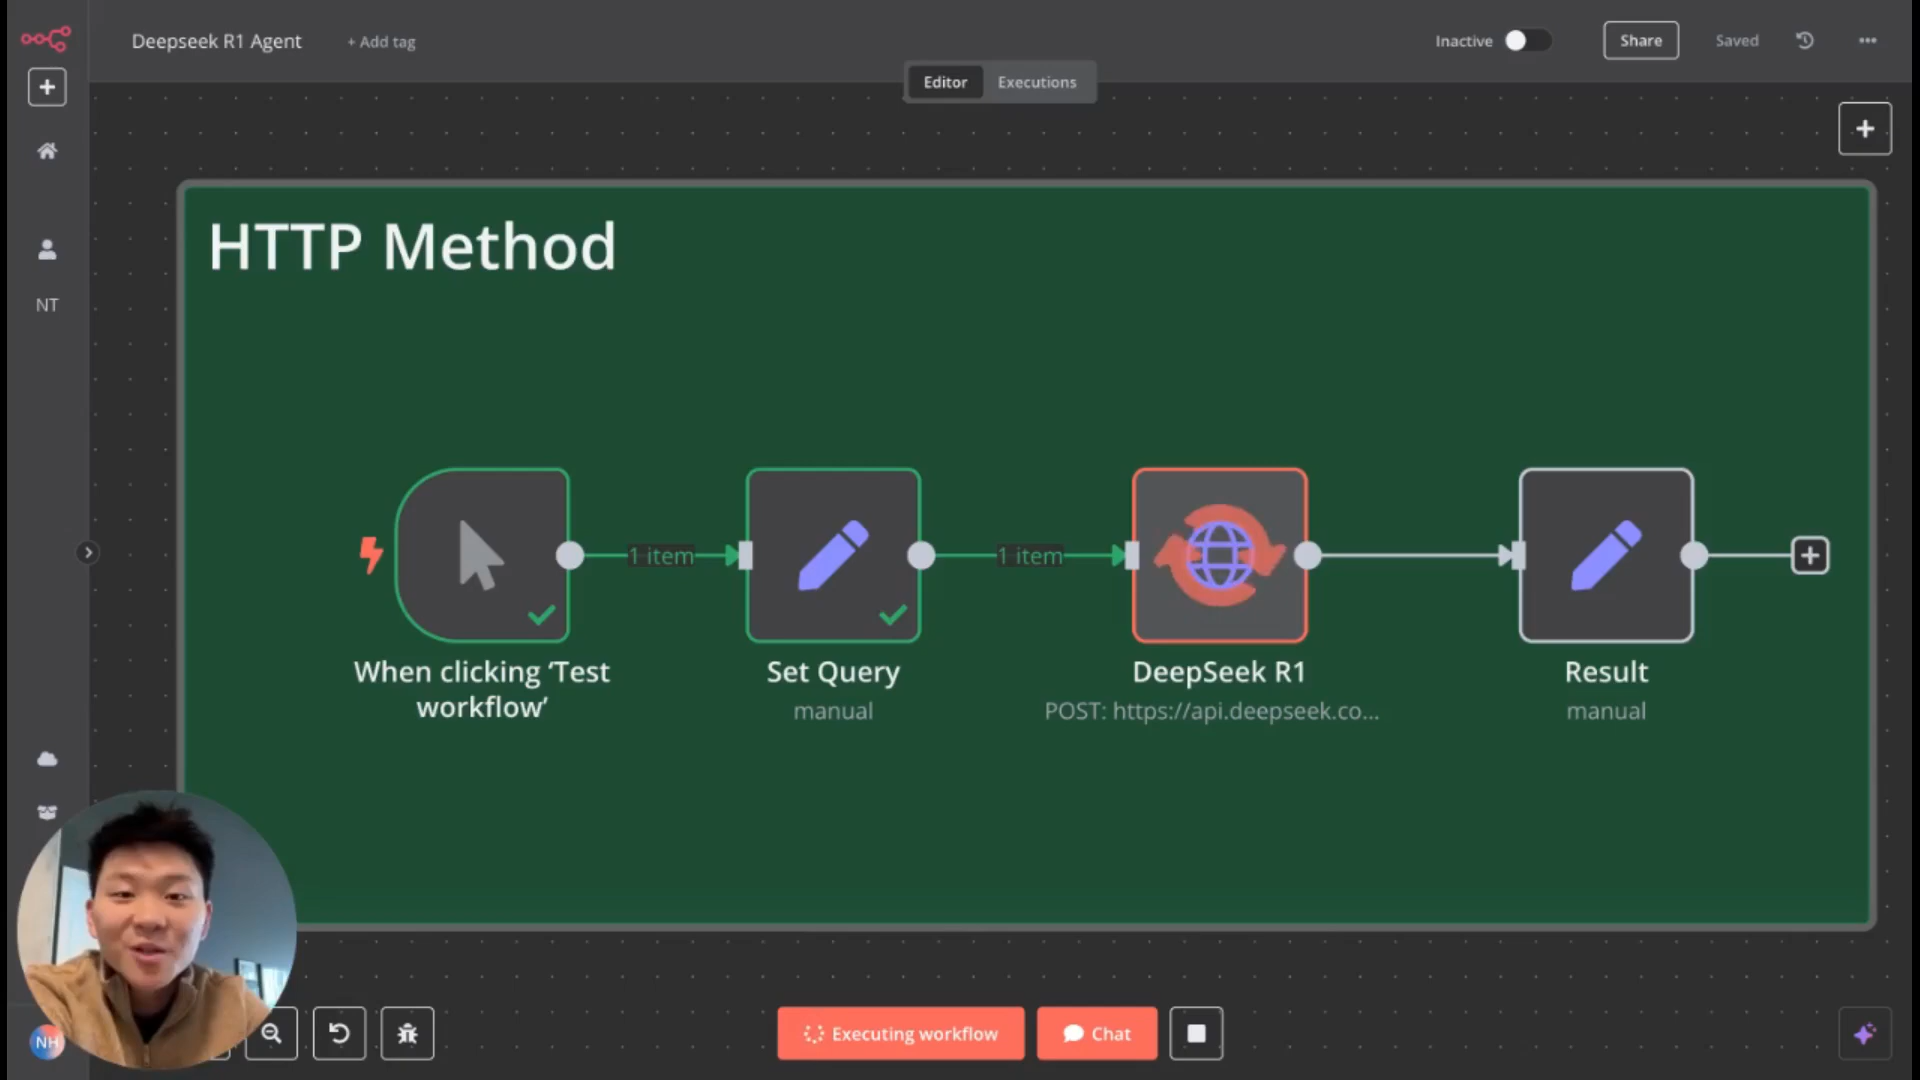 Deepseek R1 Agent
+ Add tag
Inactive
Share
Saved
Editor
Executions
NT
HTTP Method
1 item
1 item
When clicking ‘Test
workflow’
Set Query
manual
DeepSeek R1
POST: https://api.deepseek.co...
Result
manual
NH
Executing workflow
Chat